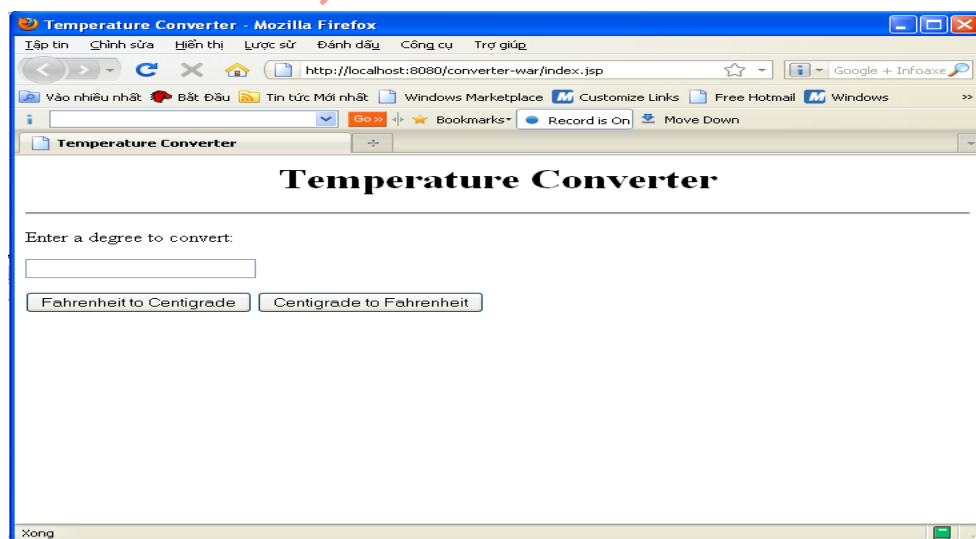 Temperature Converter - Mozilla Firefox
Tập tin Chỉnh sửa Hiển thị Lược sử Đánh dấu Công cụ Trợ giúp
http://localhost:8080/converter-war/index.jsp Google + Infoaxe
Vào nhiều nhất Bắt Đầu Tin tức Mới nhất Windows Marketplace Customize Links Free Hotmail Windows »
Go» Bookmarks Record is On Move Down
Temperature Converter
Temperature Converter
Enter a degree to convert:
Fahrenheit to Centigrade Centigrade to Fahrenheit
Xong